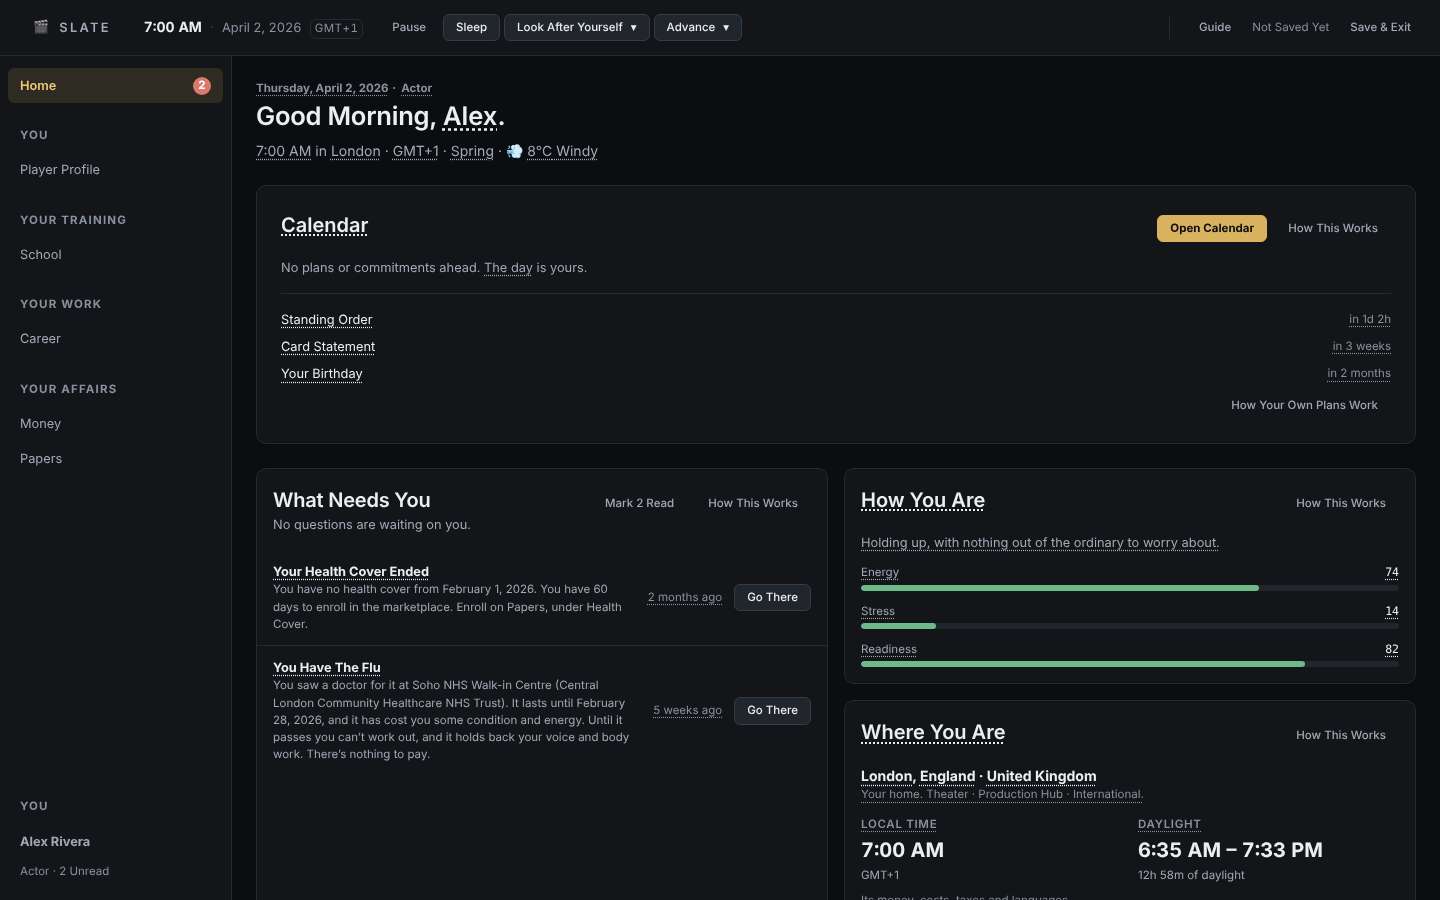 SLATE
7:00 AM · April 2, 2026 GMT+1
Pause
Sleep
Look After Yourself ▾
Advance ▾
Guide
Not Saved Yet
Save & Exit
Home 2
YOU
Player Profile
YOUR TRAINING
School
YOUR WORK
Career
YOUR AFFAIRS
Money
Papers
YOU
Alex Rivera
Actor · 2 Unread
Thursday, April 2, 2026 · Actor
Good Morning, Alex.
7:00 AM in London · GMT+1 · Spring · 💨 8°C Windy
Calendar
Open Calendar
How This Works
No plans or commitments ahead. The day is yours.
Standing Order in 1d 2h
Card Statement in 3 weeks
Your Birthday in 2 months
How Your Own Plans Work
What Needs You
Mark 2 Read
How This Works
No questions are waiting on you.
Your Health Cover Ended
You have no health cover from February 1, 2026. You have 60
days to enroll in the marketplace. Enroll on Papers, under Health
Cover.
2 months ago
Go There
You Have The Flu
You saw a doctor for it at Soho NHS Walk-in Centre (Central
London Community Healthcare NHS Trust). It lasts until February
28, 2026, and it has cost you some condition and energy. Until it
passes you can't work out, and it holds back your voice and body
work. There's nothing to pay.
5 weeks ago
Go There
How You Are
How This Works
Holding up, with nothing out of the ordinary to worry about.
Energy 74
Stress 14
Readiness 82
Where You Are
How This Works
London, England · United Kingdom
Your home. Theater · Production Hub · International.
LOCAL TIME
7:00 AM
GMT+1
DAYLIGHT
6:35 AM – 7:33 PM
12h 58m of daylight
Its money, costs, taxes and languages